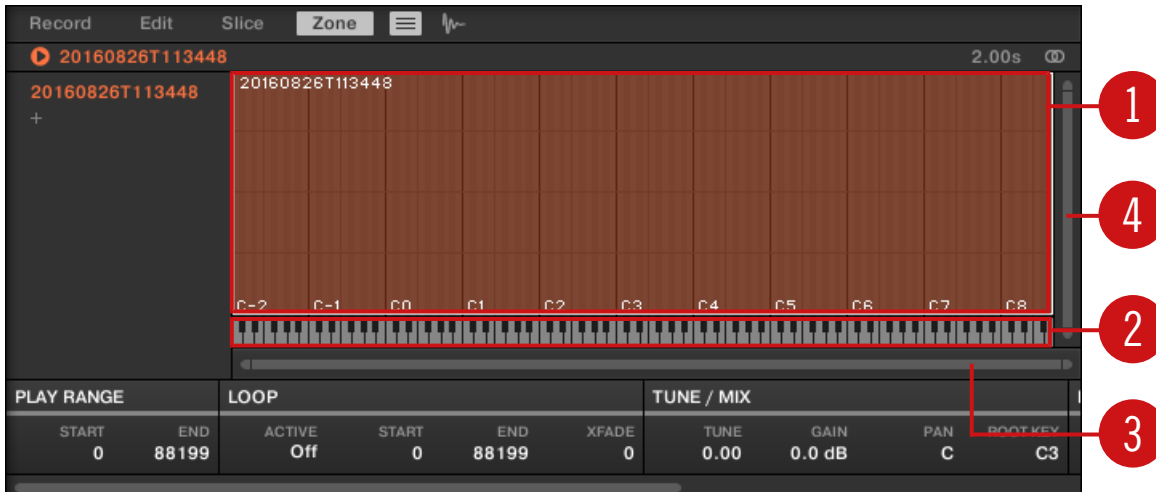 Record Edit Slice Zone
20160826T113448 2.00s
20160826T113448
+
20160826T113448
1
4
C-2 C-1 C0 C1 C2 C3 C4 C5 C6 C7 C8
2
PLAY RANGE LOOP TUNE / MIX
START END ACTIVE START END XFADE TUNE GAIN PAN ROOT KEY
0 88199 Off 0 88199 0 0.00 0.0 dB C C3
3